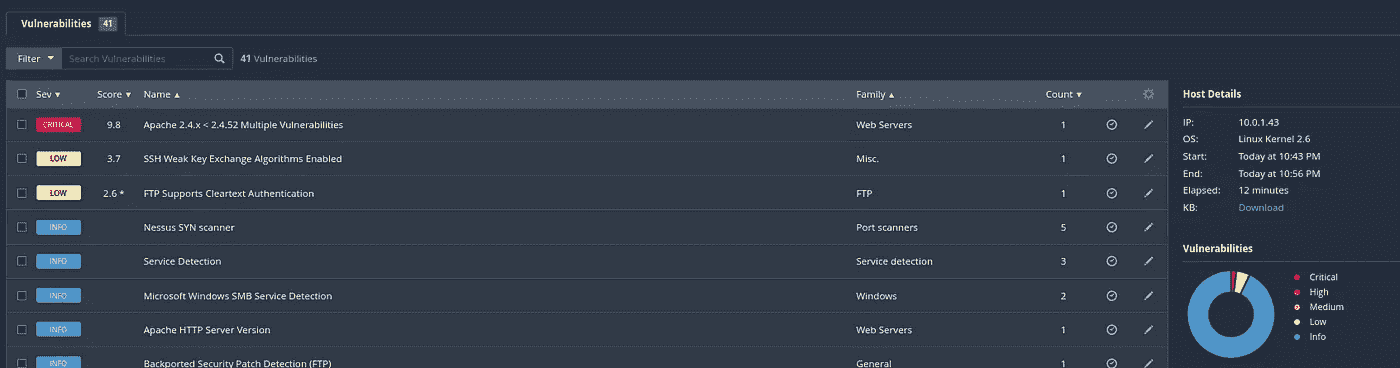 Vulnerabilities 41
Filter Search Vulnerabilities 41 Vulnerabilities
Sev Score Name Family Count
CRITICAL 9.8 Apache 2.4.x < 2.4.52 Multiple Vulnerabilities Web Servers 1
LOW 3.7 SSH Weak Key Exchange Algorithms Enabled Misc. 1
LOW 2.6 * FTP Supports Cleartext Authentication FTP 1
INFO Nessus SYN scanner Port scanners 5
INFO Service Detection Service detection 3
INFO Microsoft Windows SMB Service Detection Windows 2
INFO Apache HTTP Server Version Web Servers 1
INFO Backported Security Patch Detection (FTP) General 1
Host Details
IP: 10.0.1.43
OS: Linux Kernel 2.6
Start: Today at 10:43 PM
End: Today at 10:56 PM
Elapsed: 12 minutes
KB: Download
Vulnerabilities
Critical
High
Medium
Low
Info